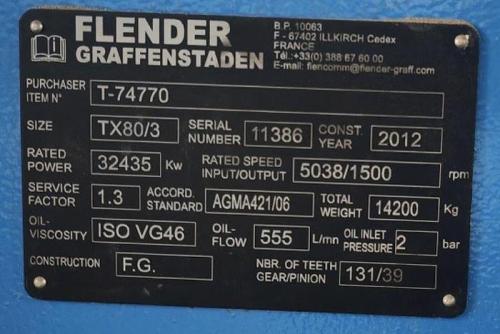 FLENDER
GRAFFENSTADEN
B.P. 10063
F - 67402 ILLKIRCH Cedex
FRANCE
Tél.:+33(0) 388 67 60 00
E-mail: flencomm@flender-graff.com
PURCHASER ITEM N° T-74770
SIZE TX80/3 SERIAL NUMBER 11386 CONST. YEAR 2012
RATED POWER 32435 Kw RATED SPEED INPUT/OUTPUT 5038/1500 rpm
SERVICE FACTOR 1.3 ACCORD. STANDARD AGMA421/06 TOTAL WEIGHT 14200 Kg
OIL-VISCOSITY ISO VG46 OIL-FLOW 555 L/mn OIL INLET PRESSURE 2 bar
CONSTRUCTION F.G. NBR. OF TEETH GEAR/PINION 131/39